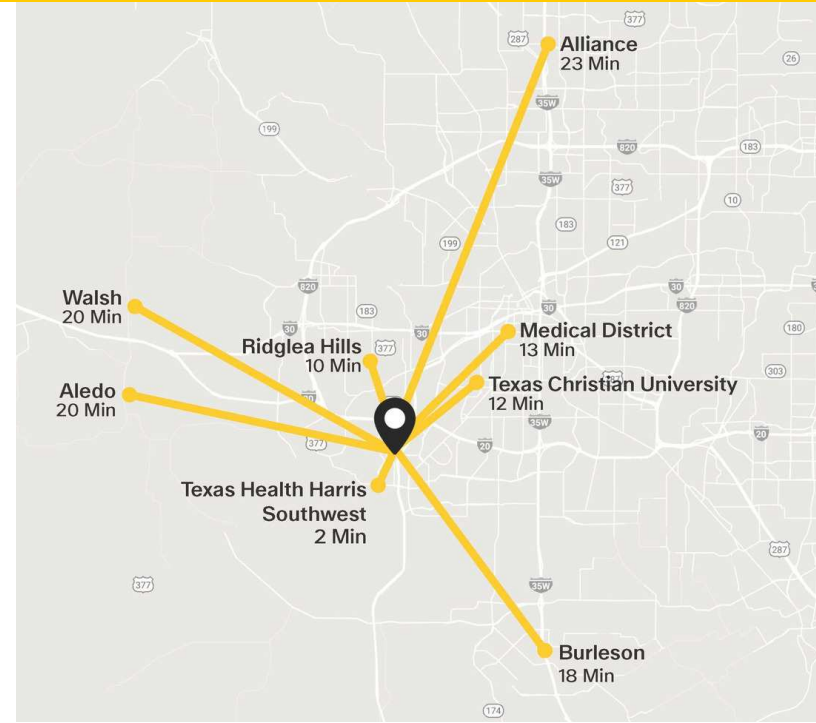 377
287
Alliance
23 Min
26
35W
199
820
183
35W
377
10
183
199
121
820
30
820
Walsh
20 Min
183
30
30
30
Medical District
13 Min
180
Ridglea Hills
10 Min
377
Texas Christian University
12 Min
303
Aledo
20 Min
35W
377
20
20
Texas Health Harris
Southwest
2 Min
287
377
35W
Burleson
18 Min
174